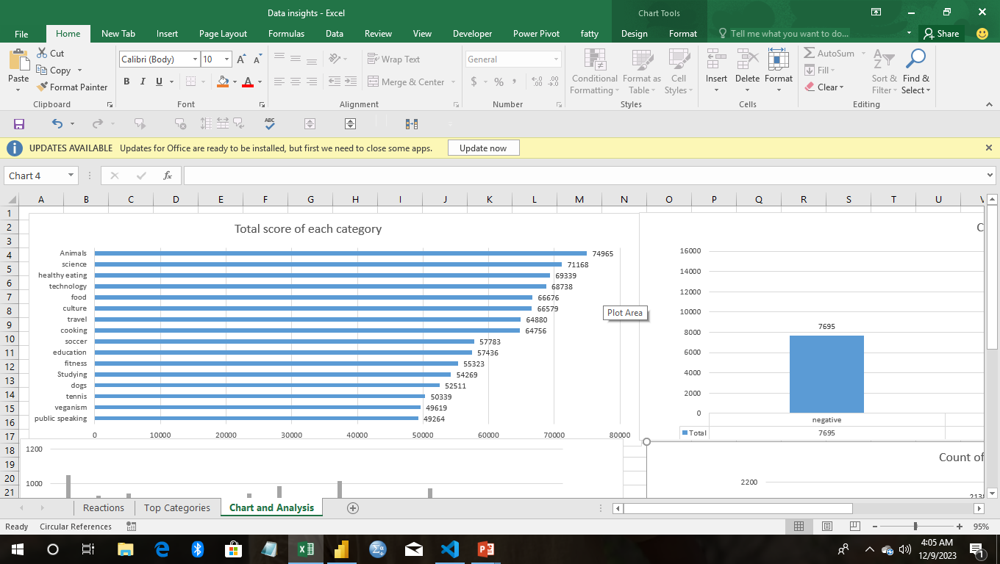 Data insights - Excel
Chart Tools
File Home New Tab Insert Page Layout Formulas Data Review View Developer Power Pivot fatty Design Format Tell me what you want to do... Share
Paste
Cut
Copy
Format Painter
Clipboard
Calibri (Body) 10 A A
B I U A
Font
Wrap Text
Merge & Center
Alignment
General
$ % ,
.0 .00
.00 .0
Number
Conditional Formatting
Format as Table
Cell Styles
Styles
Insert Delete Format
Cells
AutoSum
Fill
Clear
Sort & Filter
Find & Select
Editing
ABC
UPDATES AVAILABLE Updates for Office are ready to be installed, but first we need to close some apps. Update now
Chart 4 fx
A B C D E F G H I J K L M N O P Q R S T U V
1
2
3
4
5
6
7
8
9
10
11
12
13
14
15
16
17
18
19
20
21
Total score of each category
Animals 74965
science 71168
healthy eating 69339
technology 68738
food 66676
culture 66579
travel 64880
cooking 64756
soccer 57783
education 57436
fitness 55323
Studying 54269
dogs 52511
tennis 50339
veganism 49619
public speaking 49264
0 10000 20000 30000 40000 50000 60000 70000 80000
Plot Area
C
16000
14000
12000
10000
8000
6000
4000
2000
0
7695
negative
Total 7695
1200
1000
Count of
2200
2138
Reactions Top Categories Chart and Analysis
Ready Circular References 95%
4:05 AM
12/9/2023
1